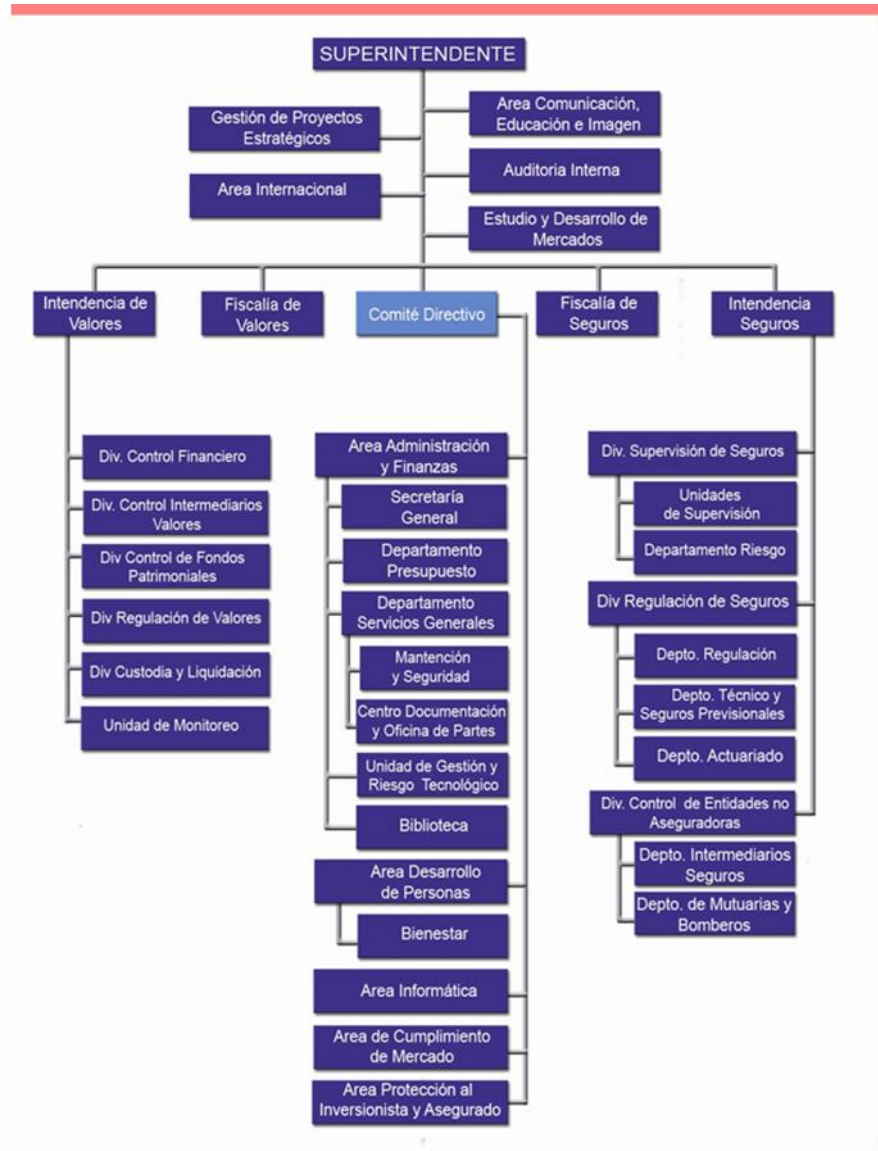 SUPERINTENDENTE
Gestión de Proyectos
Estratégicos
Area Comunicación,
Educación e Imagen
Area Internacional
Auditoria Interna
Estudio y Desarrollo de
Mercados
Intendencia de
Valores
Fiscalía de
Valores
Comité Directivo
Fiscalía de
Seguros
Intendencia
Seguros
Div. Control Financiero
Div. Control Intermediarios
Valores
Div Control de Fondos
Patrimoniales
Div Regulación de Valores
Div Custodia y Liquidación
Unidad de Monitoreo
Area Administración
y Finanzas
Secretaría
General
Departamento
Presupuesto
Departamento
Servicios Generales
Mantención
y Seguridad
Centro Documentación
y Oficina de Partes
Unidad de Gestión y
Riesgo Tecnológico
Biblioteca
Area Desarrollo
de Personas
Bienestar
Area Informática
Area de Cumplimiento
de Mercado
Area Protección al
Inversionista y Asegurado
Div. Supervisión de Seguros
Unidades
de Supervisión
Departamento Riesgo
Div Regulación de Seguros
Depto. Regulación
Depto. Técnico y
Seguros Previsionales
Depto. Actuariado
Div. Control de Entidades no
Aseguradoras
Depto. Intermediarios
Seguros
Depto. de Mutuarias y
Bomberos